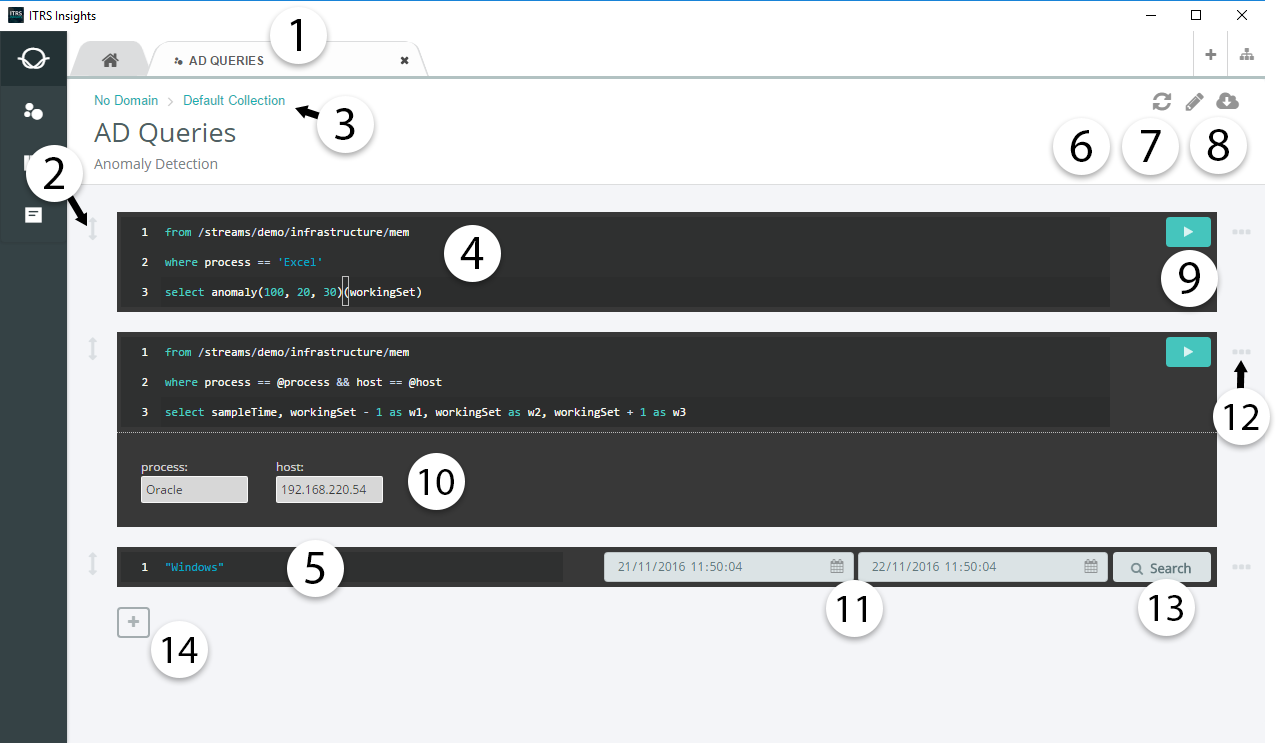 ITRS ITRS Insights
1
AD QUERIES
No Domain > Default Collection
3
AD Queries
Anomaly Detection
6 7 8
2
1 from /streams/demo/infrastructure/mem
2 where process == 'Excel'
3 select anomaly(100, 20, 30)(workingSet)
4
9
1 from /streams/demo/infrastructure/mem
2 where process == @process && host == @host
3 select sampleTime, workingSet - 1 as w1, workingSet as w2, workingSet + 1 as w3
12
process: host:
Oracle 192.168.220.54
10
1 "Windows"
5
21/11/2016 11:50:04 22/11/2016 11:50:04 Search
11 13
+
14